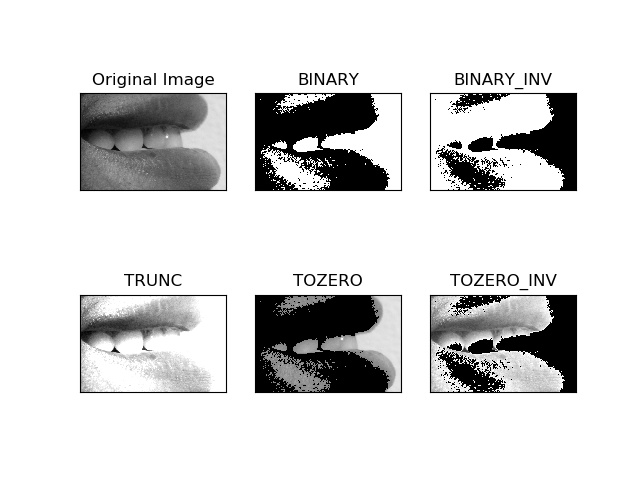 Original Image
BINARY
BINARY_INV
TRUNC
TOZERO
TOZERO_INV